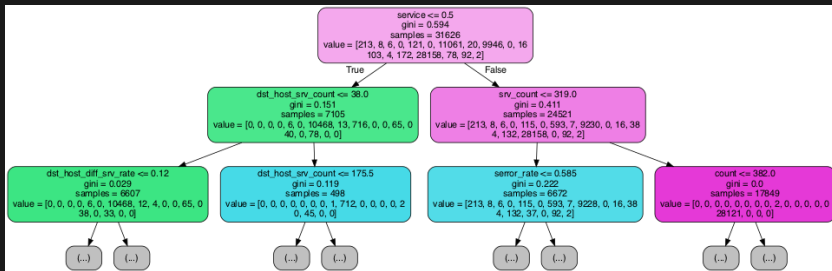 service <= 0.5
gini = 0.594
samples = 31626
value = [213, 8, 6, 0, 121, 0, 11061, 20, 9946, 0, 16
103, 4, 172, 28158, 78, 92, 2]
True
False
dst_host_srv_count <= 38.0
gini = 0.151
samples = 7105
value = [0, 0, 0, 0, 6, 0, 10468, 13, 716, 0, 0, 65, 0
40, 0, 78, 0, 0]
srv_count <= 319.0
gini = 0.411
samples = 24521
value = [213, 8, 6, 0, 115, 0, 593, 7, 9230, 0, 16, 38
4, 132, 28158, 0, 92, 2]
dst_host_diff_srv_rate <= 0.12
gini = 0.029
samples = 6607
value = [0, 0, 0, 0, 6, 0, 10468, 12, 4, 0, 0, 65, 0
38, 0, 33, 0, 0]
dst_host_srv_count <= 175.5
gini = 0.119
samples = 498
value = [0, 0, 0, 0, 0, 0, 0, 1, 712, 0, 0, 0, 0, 2
0, 45, 0, 0]
serror_rate <= 0.585
gini = 0.222
samples = 6672
value = [213, 8, 6, 0, 115, 0, 593, 7, 9228, 0, 16, 38
4, 132, 37, 0, 92, 2]
count <= 382.0
gini = 0.0
samples = 17849
value = [0, 0, 0, 0, 0, 0, 0, 0, 2, 0, 0, 0, 0, 0
28121, 0, 0, 0]
(...)
(...)
(...)
(...)
(...)
(...)
(...)
(...)